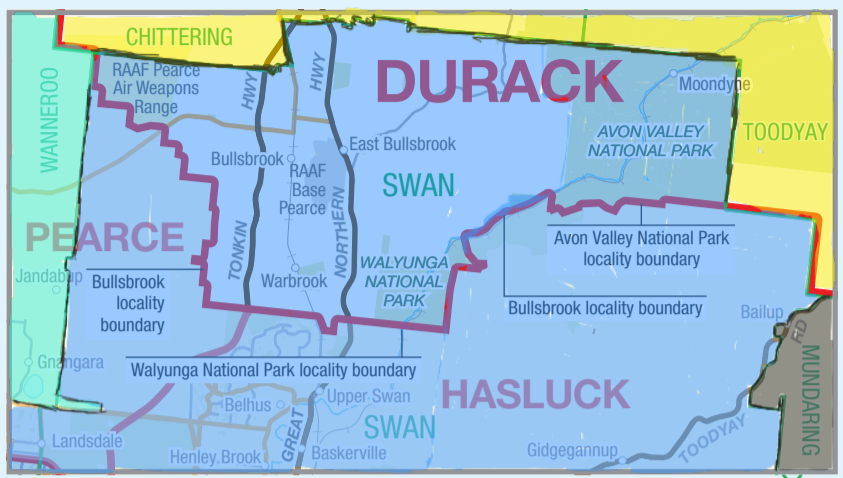 CHITTERING
WANNEROO
RAAF Pearce
Air Weapons
Range
HWY
HWY
DURACK
Moondyne
TOODYAY
AVON VALLEY
NATIONAL PARK
East Bullsbrook
Bullsbrook
RAAF
Base
Pearce
SWAN
PEARCE
TONKIN
NORTHERN
Avon Valley National Park
locality boundary
WALYUNGA
NATIONAL
PARK
Jandabup
Bullsbrook
locality
boundary
Warbrook
Bullsbrook locality boundary
Bailup
RD
Gnangara
Walyunga National Park locality boundary
MUNDARING
HASLUCK
Upper Swan
Belhus
GREAT
SWAN
TOODYAY
Landsdale
Henley Brook
Baskerville
Gidgegannup